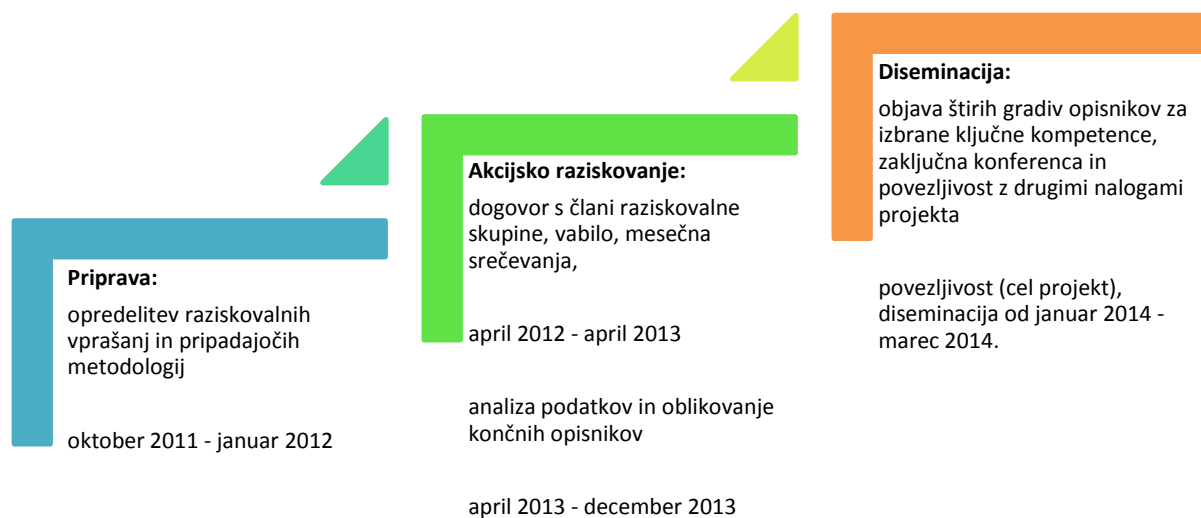 Priprava:
opredelitev raziskovalnih
vprašanj in pripadajočih
metodologij
oktober 2011 - januar 2012
Akcijsko raziskovanje:
dogovor s člani raziskovalne
skupine, vabilo, mesečna
srečevanja,
april 2012 - april 2013
analiza podatkov in oblikovanje
končnih opisnikov
april 2013 - december 2013
Diseminacija:
objava štirih gradiv opisnikov za
izbrane ključne kompetence,
zaključna konferenca in
povezljivost z drugimi nalogami
projekta
povezljivost (cel projekt),
diseminacija od januar 2014 -
marec 2014.